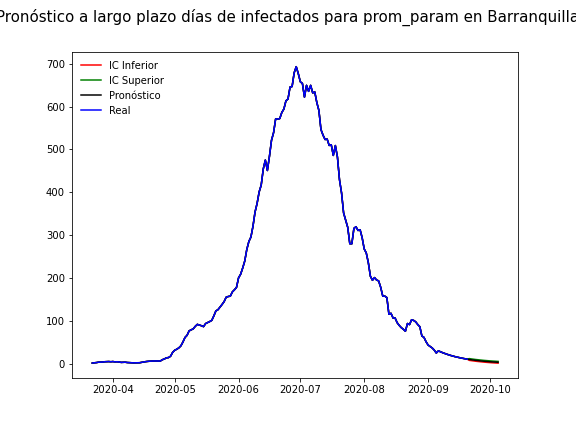 Pronóstico a largo plazo días de infectados para prom_param en Barranquilla
IC Inferior
IC Superior
Pronóstico
Real
700
600
500
400
300
200
100
0
2020-04 2020-05 2020-06 2020-07 2020-08 2020-09 2020-10